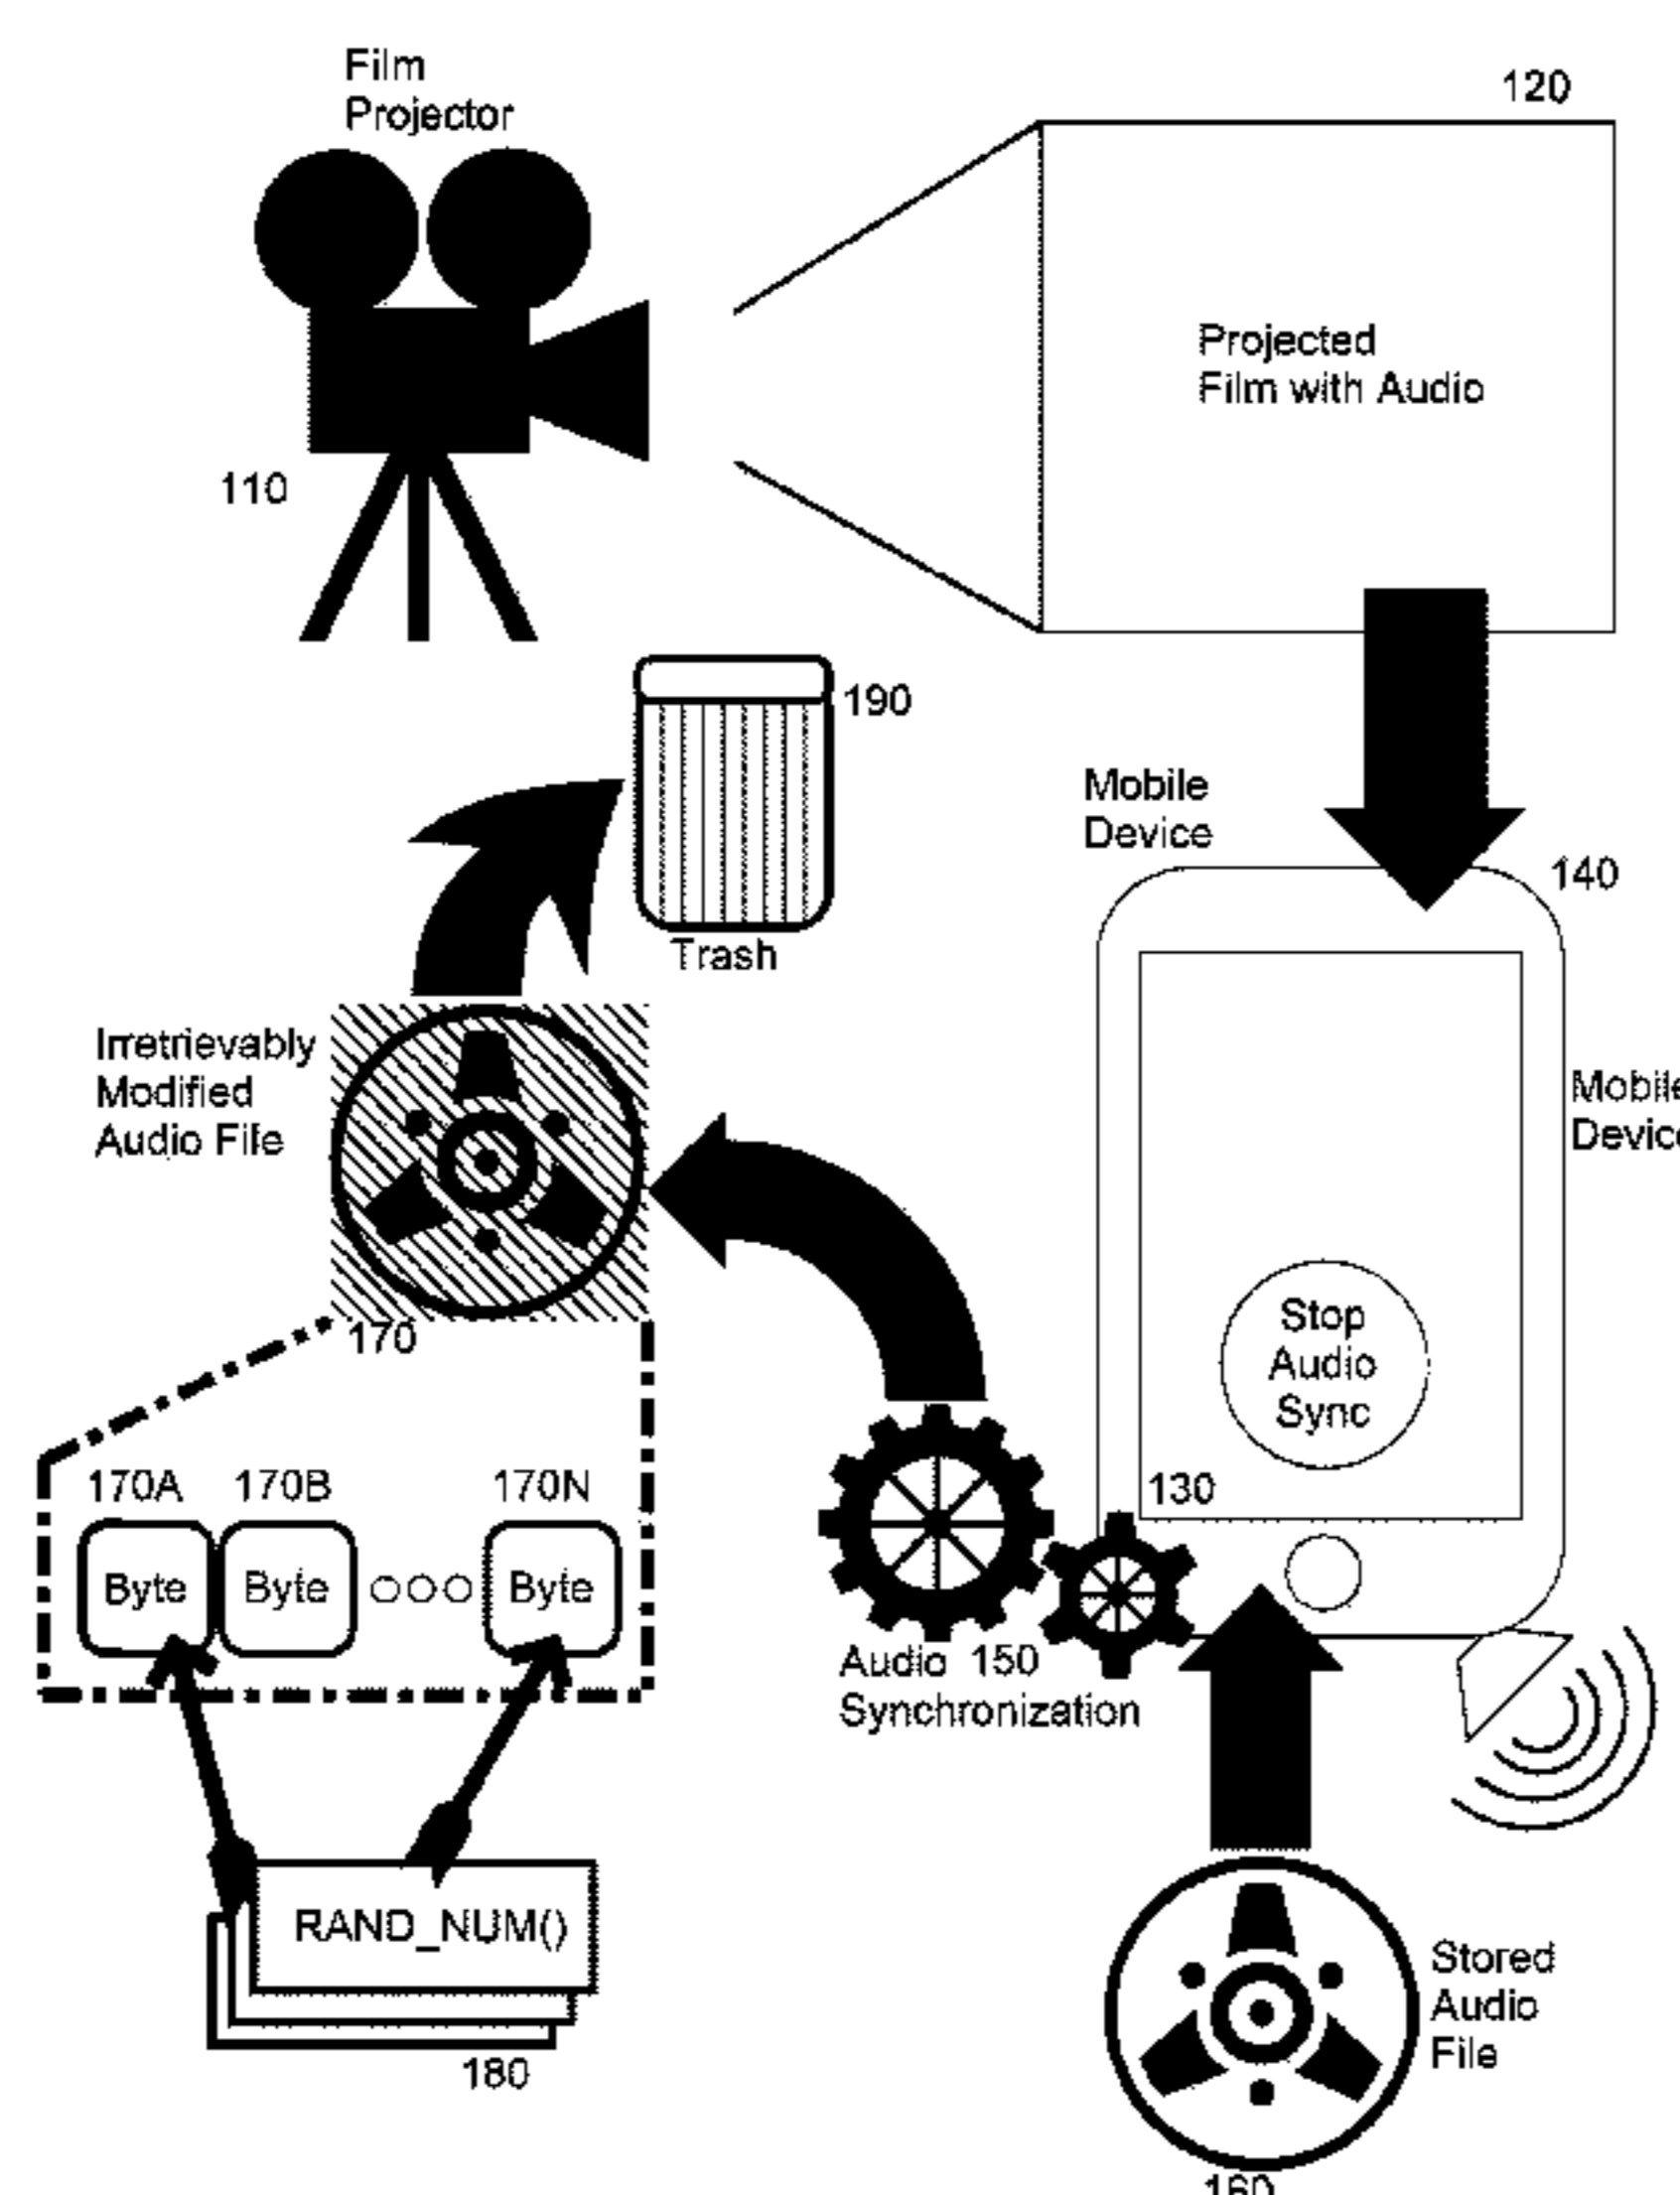 Film
Projector
120
Projected
Film with Audio
110
190
Trash
Mobile
Device
140
Irretrievably
Modified
Audio File
Mobile
Device
170
Stop
Audio
Sync
170A
170B
170N
130
Byte
Byte
Byte
Audio 150
Synchronization
RAND_NUM()
180
Stored
Audio
File
160